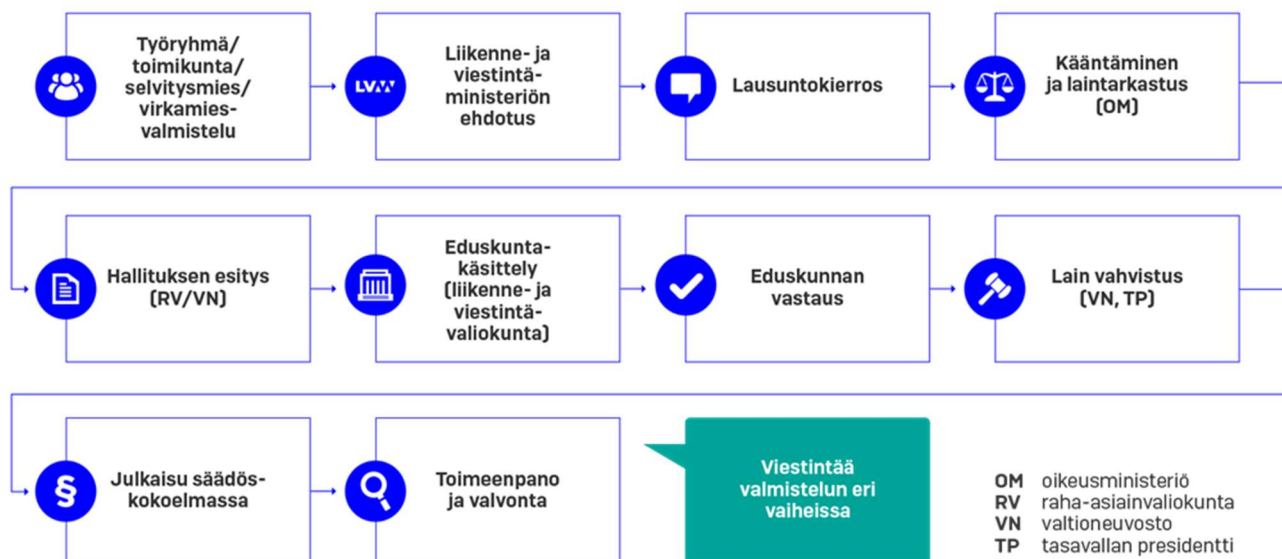 Työryhmä/
toimikunta/
selvitysmies/
virkamies-
valmistelu
LVM
Liikenne- ja
viestintä-
ministeriön
ehdotus
Lausuntokierros
Kääntäminen
ja laintarkastus
(OM)
Hallituksen esitys
(RV/VN)
Eduskunta-
käsittely
(liikenne- ja
viestintä-
valiokunta)
Eduskunnan
vastaus
Lain vahvistus
(VN, TP)
§
Julkaisu säädös-
kokoelmassa
Toimeenpano
ja valvonta
Viestintää
valmistelun eri
vaiheissa
OM oikeusministeriö
RV raha-asiainvaliokunta
VN valtioneuvosto
TP tasavallan presidentti